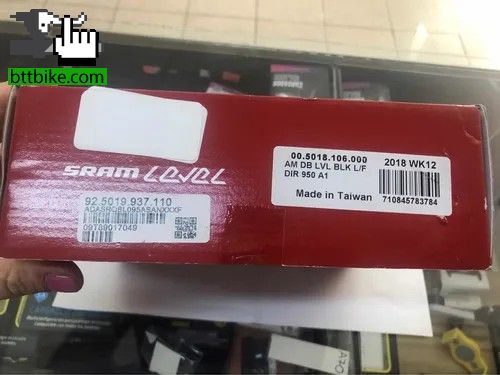 bttbike.com
SRAM LEVEL
00.5018.106.000
AM DB LVL BLK L/F
DIR 950 A1
2018 WK12
Made in Taiwan
710845783784
92.5019.937.110
09T89017049